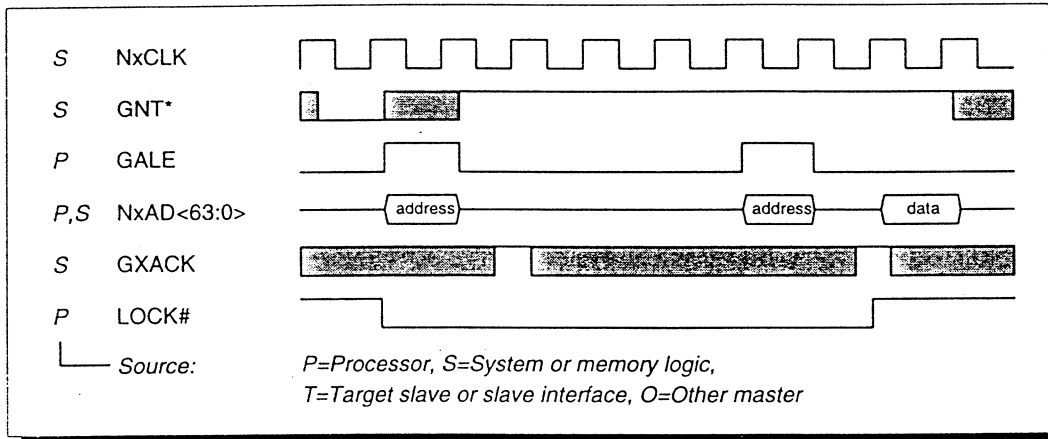 S NxCLK
S GNT*
P GALE
P,S NxAD<63:0> address address data
S GXACK
P LOCK#
Source: P=Processor, S=System or memory logic,
T=Target slave or slave interface, O=Other master